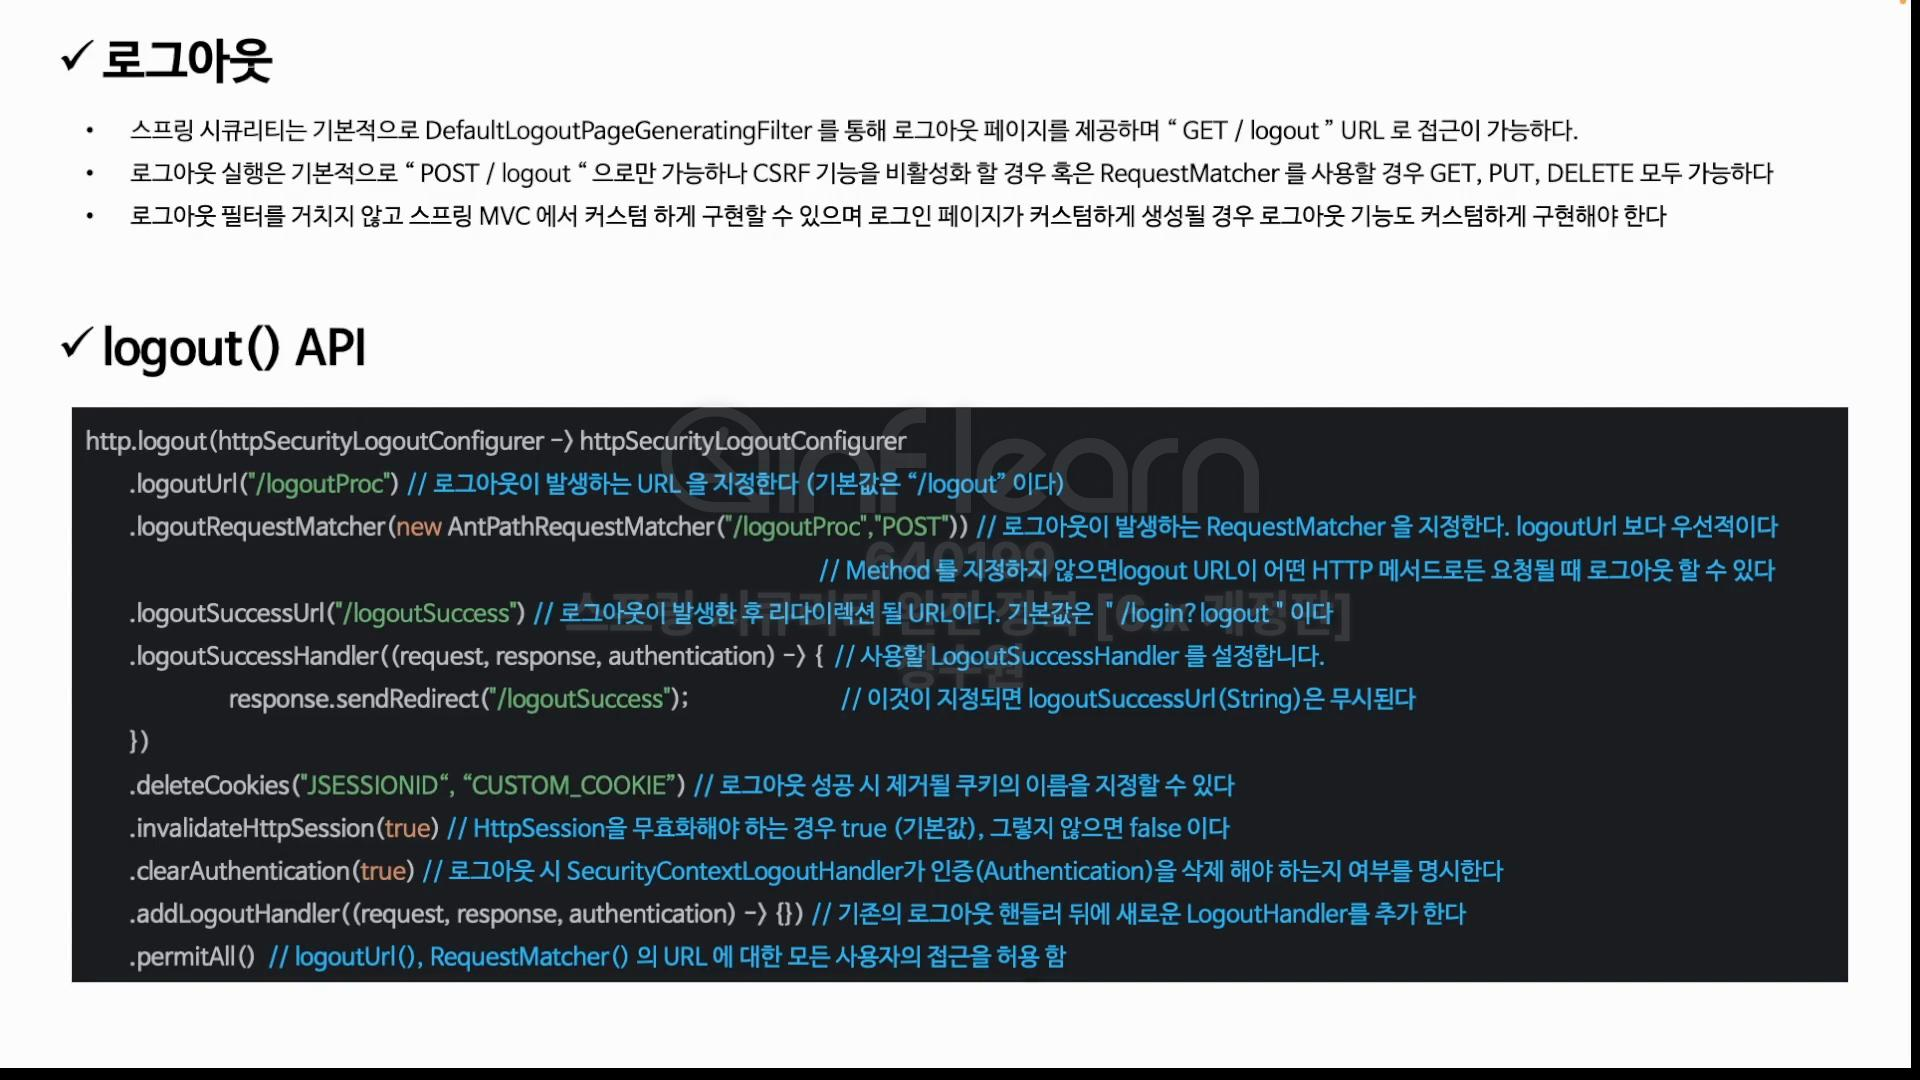 ✓ 로그아웃
• 스프링 시큐리티는 기본적으로 DefaultLogoutPageGeneratingFilter 를 통해 로그아웃 페이지를 제공하며 “ GET / logout ” URL 로 접근이 가능하다.
• 로그아웃 실행은 기본적으로 “ POST / logout “ 으로만 가능하나 CSRF 기능을 비활성화 할 경우 혹은 RequestMatcher 를 사용할 경우 GET, PUT, DELETE 모두 가능하다
• 로그아웃 필터를 거치지 않고 스프링 MVC 에서 커스텀 하게 구현할 수 있으며 로그인 페이지가 커스텀하게 생성될 경우 로그아웃 기능도 커스텀하게 구현해야 한다
✓ logout() API
http.logout(httpSecurityLogoutConfigurer -> httpSecurityLogoutConfigurer
.logoutUrl("/logoutProc") // 로그아웃이 발생하는 URL 을 지정한다 (기본값은 “/logout” 이다)
.logoutRequestMatcher(new AntPathRequestMatcher("/logoutProc","POST")) // 로그아웃이 발생하는 RequestMatcher 을 지정한다. logoutUrl 보다 우선적이다
// Method 를 지정하지 않으면logout URL이 어떤 HTTP 메서드로든 요청될 때 로그아웃 할 수 있다
.logoutSuccessUrl("/logoutSuccess") // 로그아웃이 발생한 후 리다이렉션 될 URL이다. 기본값은 " /login? logout " 이다
.logoutSuccessHandler((request, response, authentication) -> { // 사용할 LogoutSuccessHandler 를 설정합니다.
response.sendRedirect("/logoutSuccess"); // 이것이 지정되면 logoutSuccessUrl(String)은 무시된다
})
.deleteCookies("JSESSIONID“, “CUSTOM_COOKIE”) // 로그아웃 성공 시 제거될 쿠키의 이름을 지정할 수 있다
.invalidateHttpSession(true) // HttpSession을 무효화해야 하는 경우 true (기본값), 그렇지 않으면 false 이다
.clearAuthentication(true) // 로그아웃 시 SecurityContextLogoutHandler가 인증(Authentication)을 삭제 해야 하는지 여부를 명시한다
.addLogoutHandler((request, response, authentication) -> {}) // 기존의 로그아웃 핸들러 뒤에 새로운 LogoutHandler를 추가 한다
.permitAll() // logoutUrl(), RequestMatcher() 의 URL 에 대한 모든 사용자의 접근을 허용 함
inflearn
640199
스프링 시큐리티 완전 정복 [6.x 개정판]
정수원